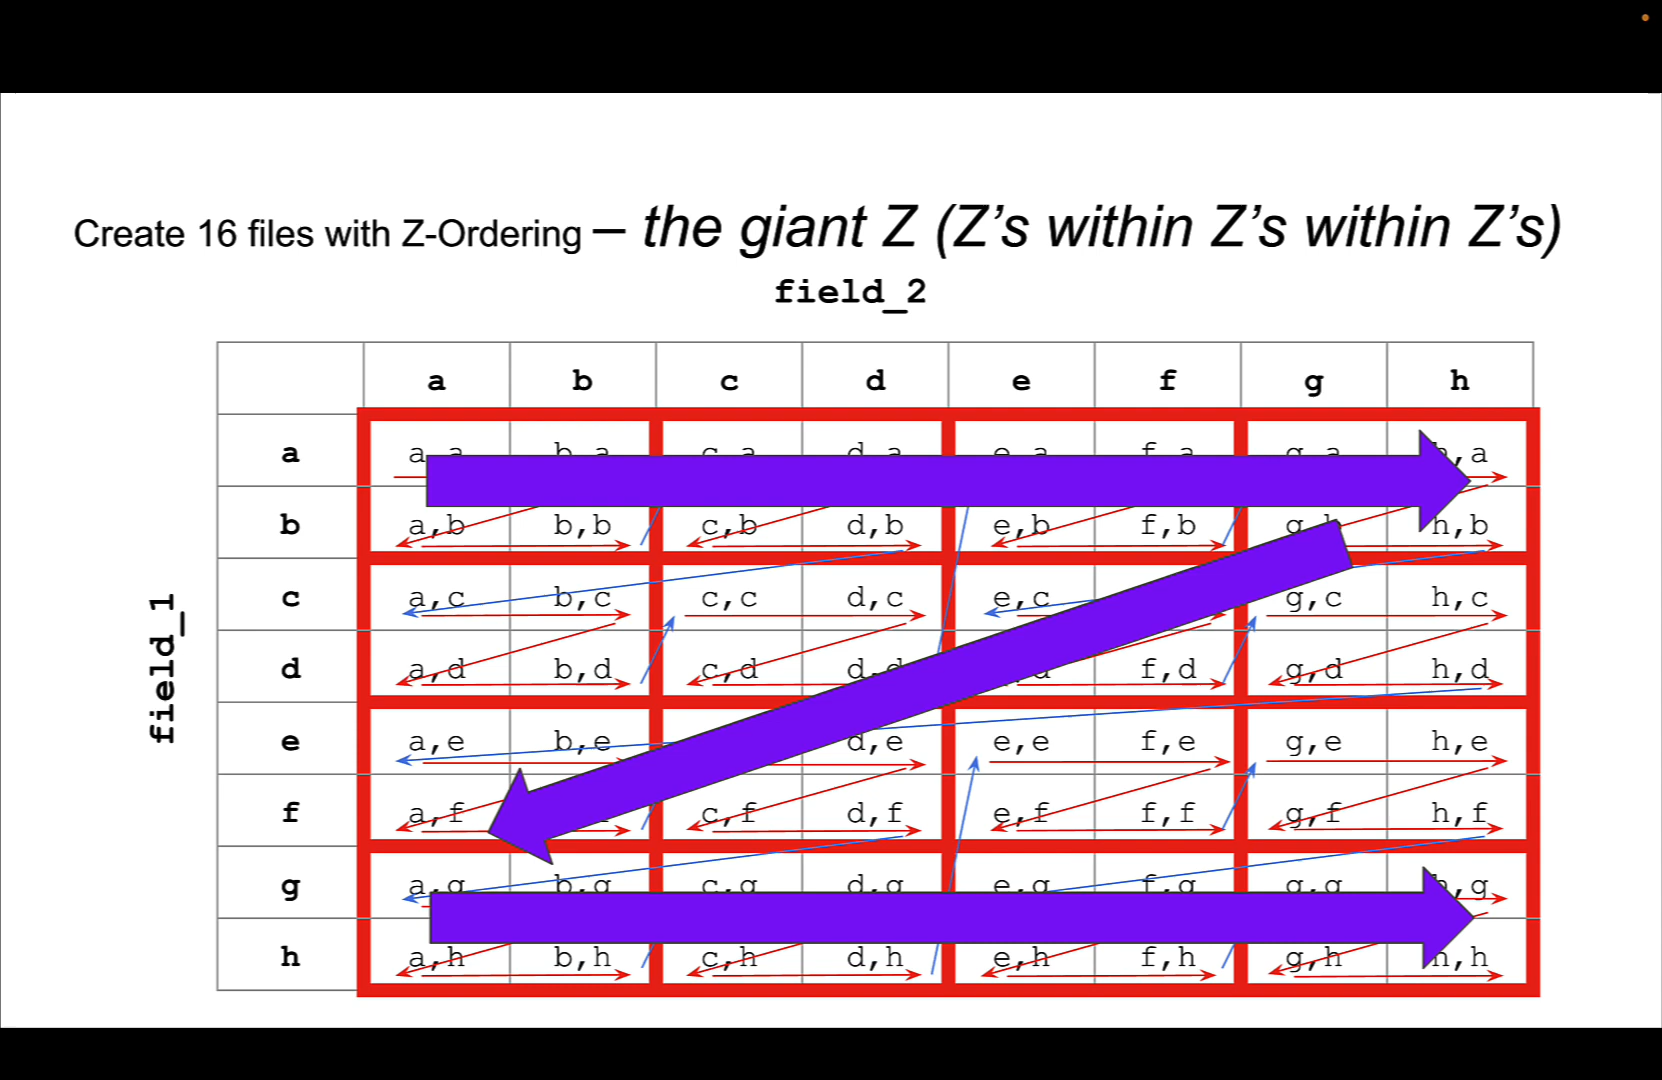 Create 16 files with Z-Ordering – the giant Z (Z's within Z's within Z's)
field_2
a b c d e f g h
field_1
a
b a,b b,b c,b d,b e,b f,b h,b
c a,c b,c c,c d,c e,c g,c h,c
d a,d b,d c,d f,d g,d h,d
e a,e b,e d,e e,e f,e g,e h,e
f a,f c,f d,f e,f f,f g,f h,f
g a,g b,g c,g d,g e,g f,g g,g
h a,h b,h c,h d,h e,h f,h g,h h,h